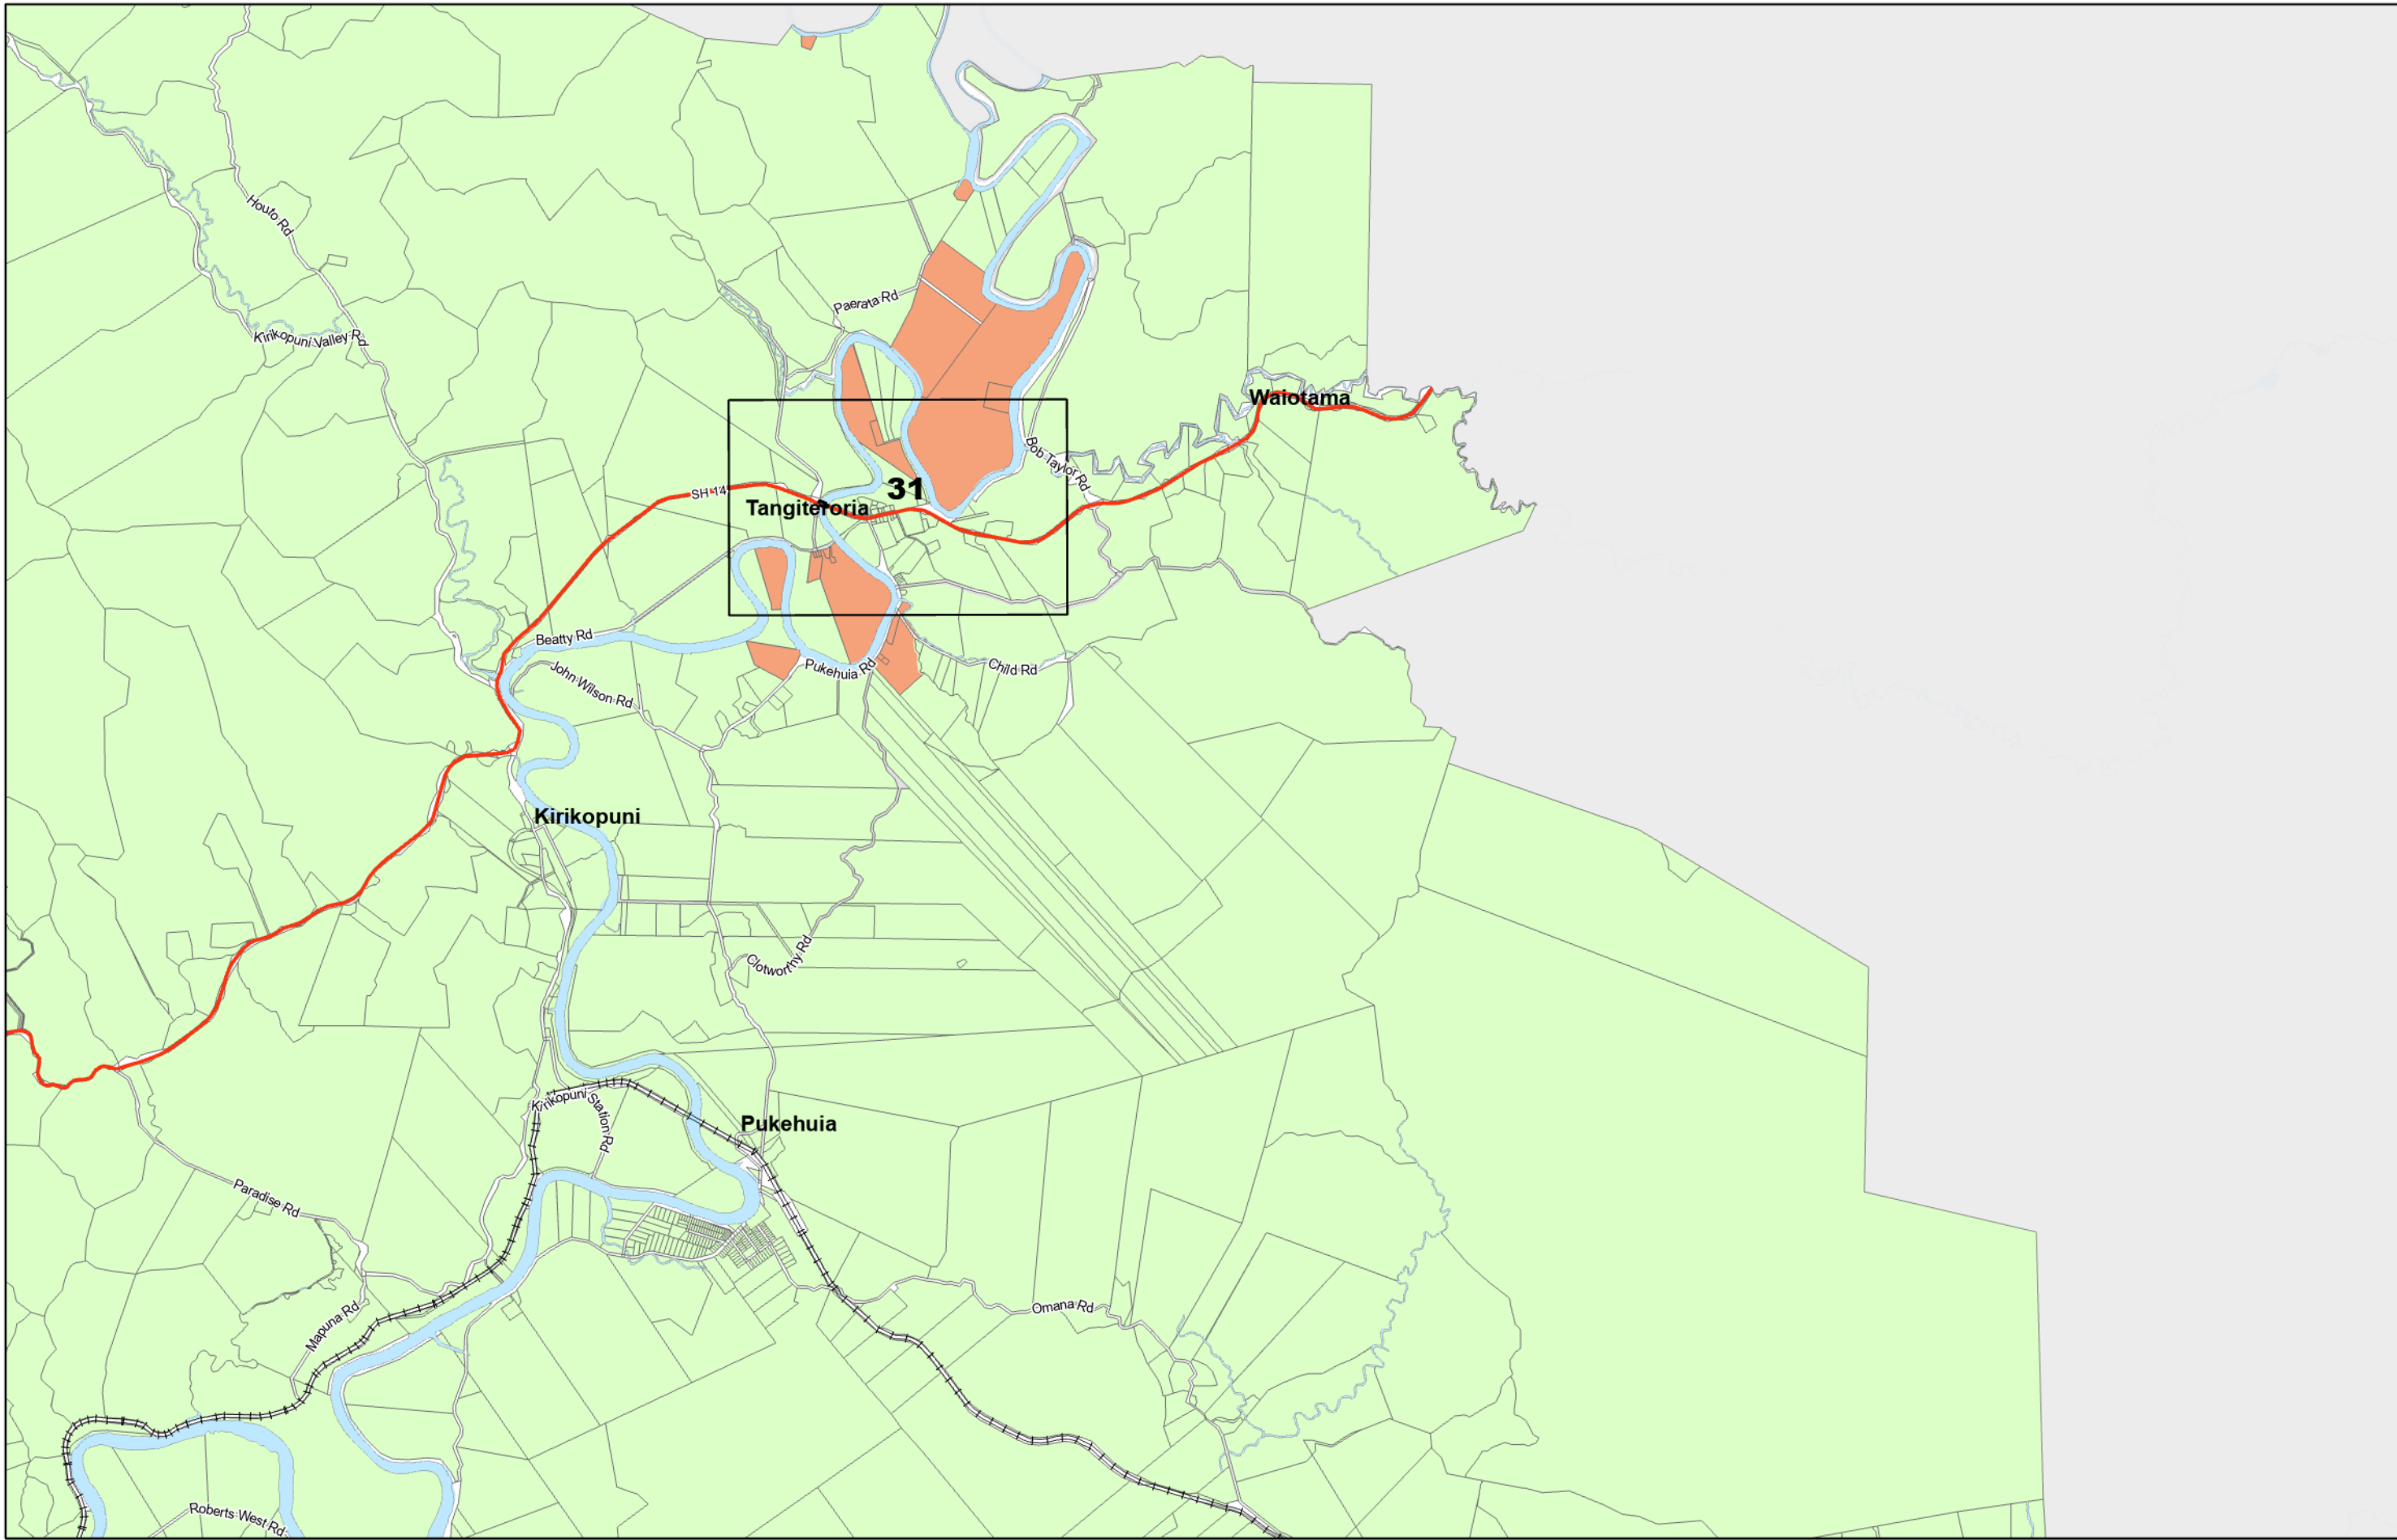 Houto Rd
Paerata Rd
Kirikopuni Valley Rd
Waiotama
Bob Taylor Rd
31
SH 14
Tangiteroria
Beatty Rd
Child Rd
Pukehuia Rd
John Wilson Rd
Kirikopuni
Clotworthy Rd
Kirikopuni Station Rd
Pukehuia
Paradise Rd
Omana Rd
Mapuna Rd
Roberts West Rd